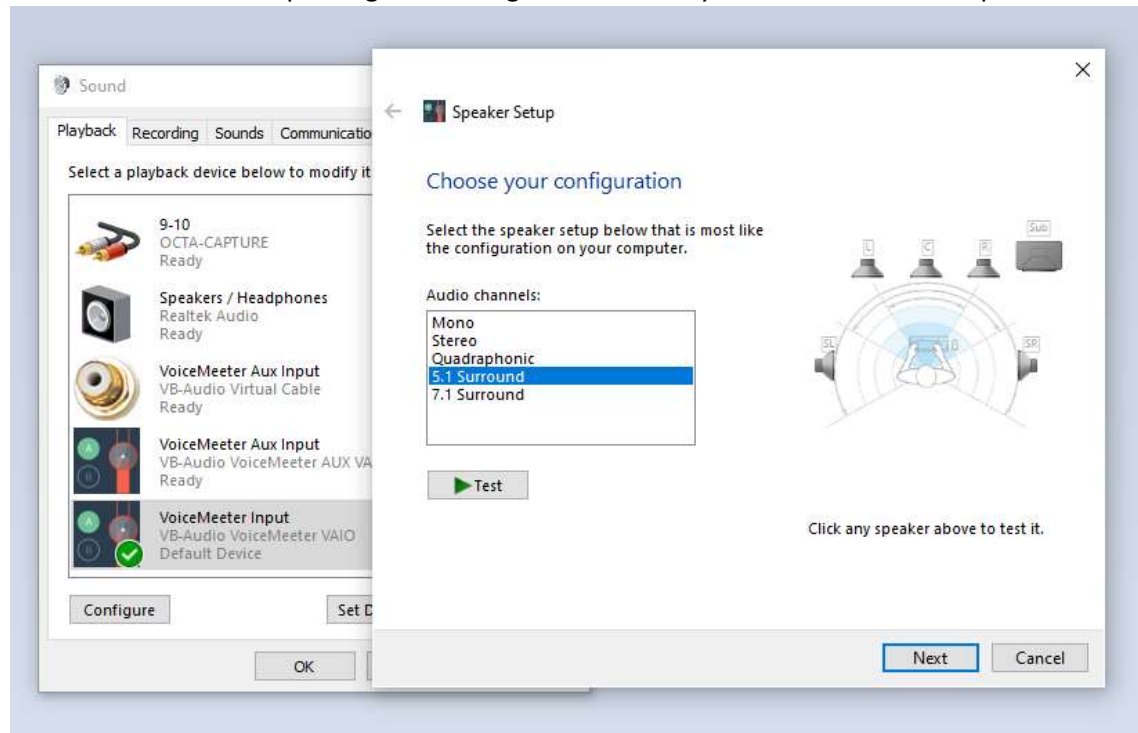 Sound
Playback Recording Sounds Communicatio
Select a playback device below to modify it
9-10
OCTA-CAPTURE
Ready
Speakers / Headphones
Realtek Audio
Ready
VoiceMeeter Aux Input
VB-Audio Virtual Cable
Ready
VoiceMeeter Aux Input
VB-Audio VoiceMeeter AUX VA
Ready
VoiceMeeter Input
VB-Audio VoiceMeeter VAIO
Default Device
Configure
Set D
OK
Speaker Setup
Choose your configuration
Select the speaker setup below that is most like
the configuration on your computer.
Audio channels:
Mono
Stereo
Quadraphonic
5.1 Surround
7.1 Surround
Test
L C R Sub
SL SR
Click any speaker above to test it.
Next Cancel